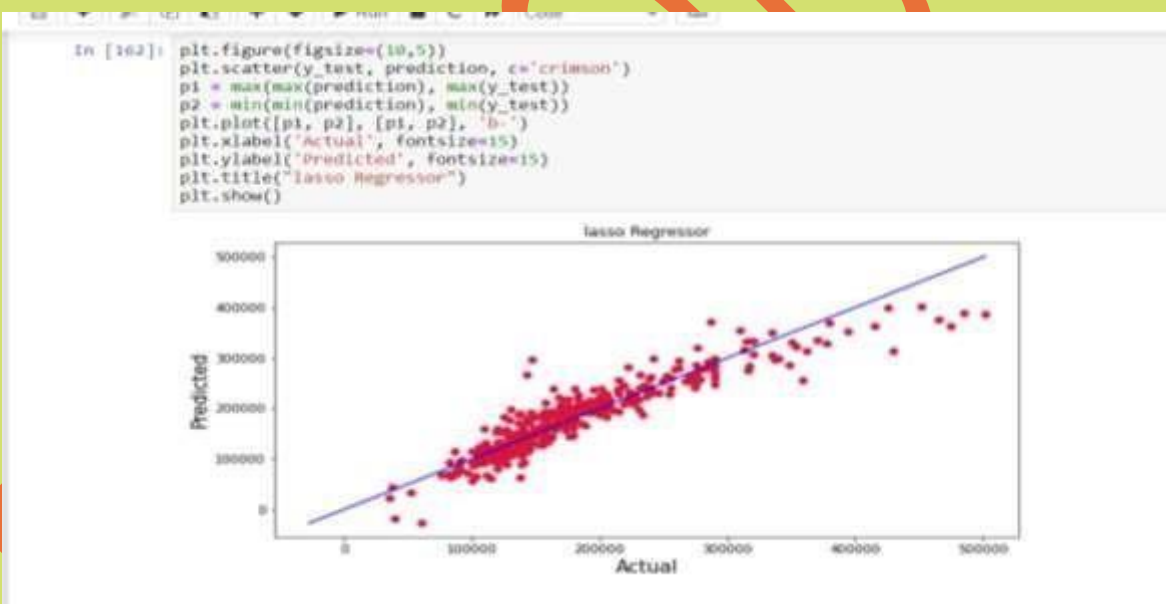 Run
Code
In [162]: plt.figure(figsize=(10,5))
plt.scatter(y_test, prediction, c='crimson')
p1 = max(max(prediction), max(y_test))
p2 = min(min(prediction), min(y_test))
plt.plot([p1, p2], [p1, p2], 'b-')
plt.xlabel('Actual', fontsize=15)
plt.ylabel('Predicted', fontsize=15)
plt.title("lasso Regressor")
plt.show()
lasso Regressor
500000
400000
300000
200000
100000
0
Predicted
0 100000 200000 300000 400000 500000
Actual